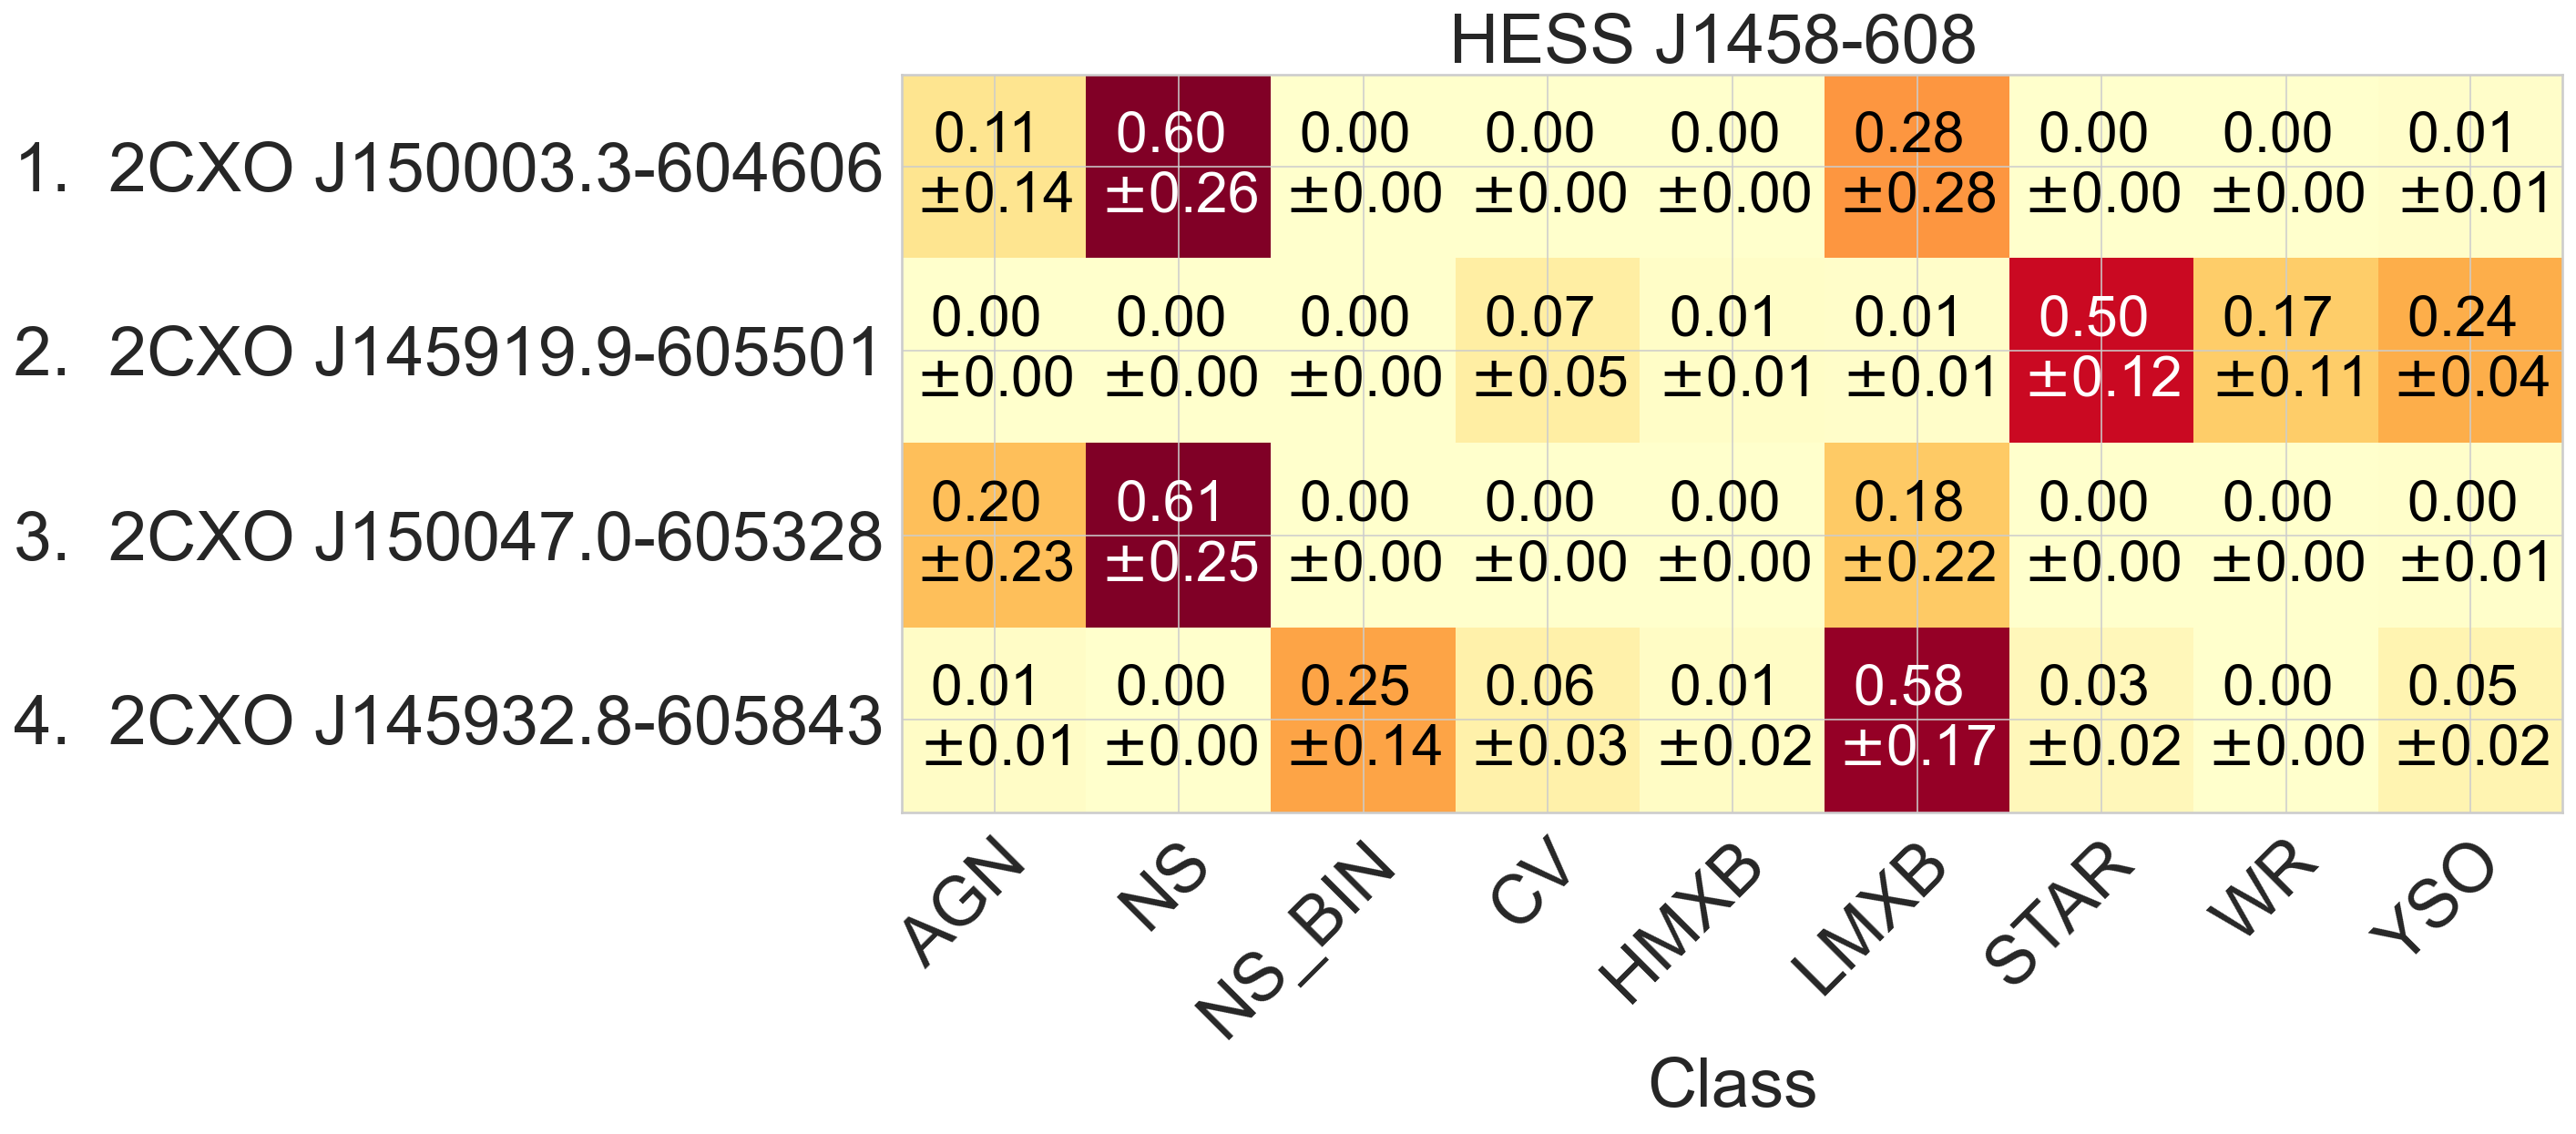 HESS J1458-608
1. 2CXO J150003.3-604606
0.11 0.60 0.00 0.00 0.00 0.28 0.00 0.00 0.01
±0.14 ±0.26 ±0.00 ±0.00 ±0.00 ±0.28 ±0.00 ±0.00 ±0.01
2. 2CXO J145919.9-605501
0.00 0.00 0.00 0.07 0.01 0.01 0.50 0.17 0.24
±0.00 ±0.00 ±0.00 ±0.05 ±0.01 ±0.01 ±0.12 ±0.11 ±0.04
3. 2CXO J150047.0-605328
0.20 0.61 0.00 0.00 0.00 0.18 0.00 0.00 0.00
±0.23 ±0.25 ±0.00 ±0.00 ±0.00 ±0.22 ±0.00 ±0.00 ±0.01
4. 2CXO J145932.8-605843
0.01 0.00 0.25 0.06 0.01 0.58 0.03 0.00 0.05
±0.01 ±0.00 ±0.14 ±0.03 ±0.02 ±0.17 ±0.02 ±0.00 ±0.02
AGN NS NS_BIN CV HMXB LMXB STAR WR YSO
Class